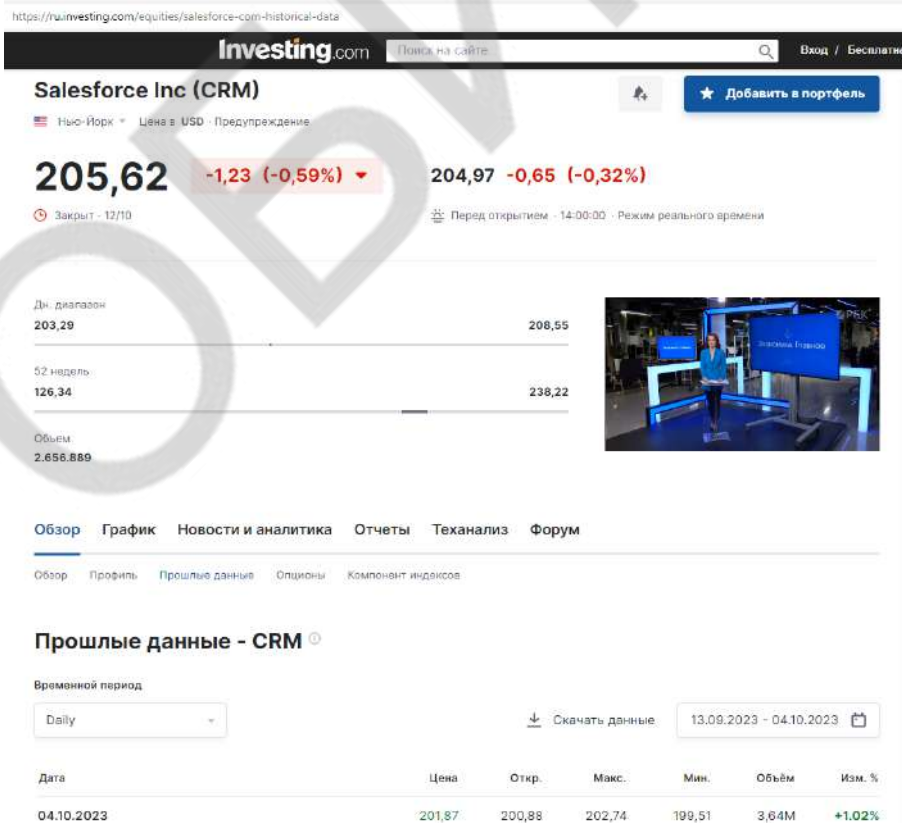 https://ru.investing.com/equities/salesforce-com-historical-data
Investing.com Поиск на сайте Вход / Бесплатна
Salesforce Inc (CRM) Добавить в портфель
Нью-Йорк Цена в USD - Предупреждение
205,62 -1,23 (-0,59%) 204,97 -0,65 (-0,32%)
Закрыт · 12/10 Перед открытием · 14:00:00 · Режим реального времени
Дн. диапазон
203,29 208,55
52 недель
126,34 238,22
Объем
2.656.889
РБК
Экономика. Главное
Обзор График Новости и аналитика Отчеты Теханализ Форум
Обзор Профиль Прошлые данные Опционы Компонент индексов
Прошлые данные - CRM
Временной период
Daily Скачать данные 13.09.2023 - 04.10.2023
Дата Цена Откр. Макс. Мин. Объём Изм. %
04.10.2023 201,87 200,88 202,74 199,51 3,64M +1.02%